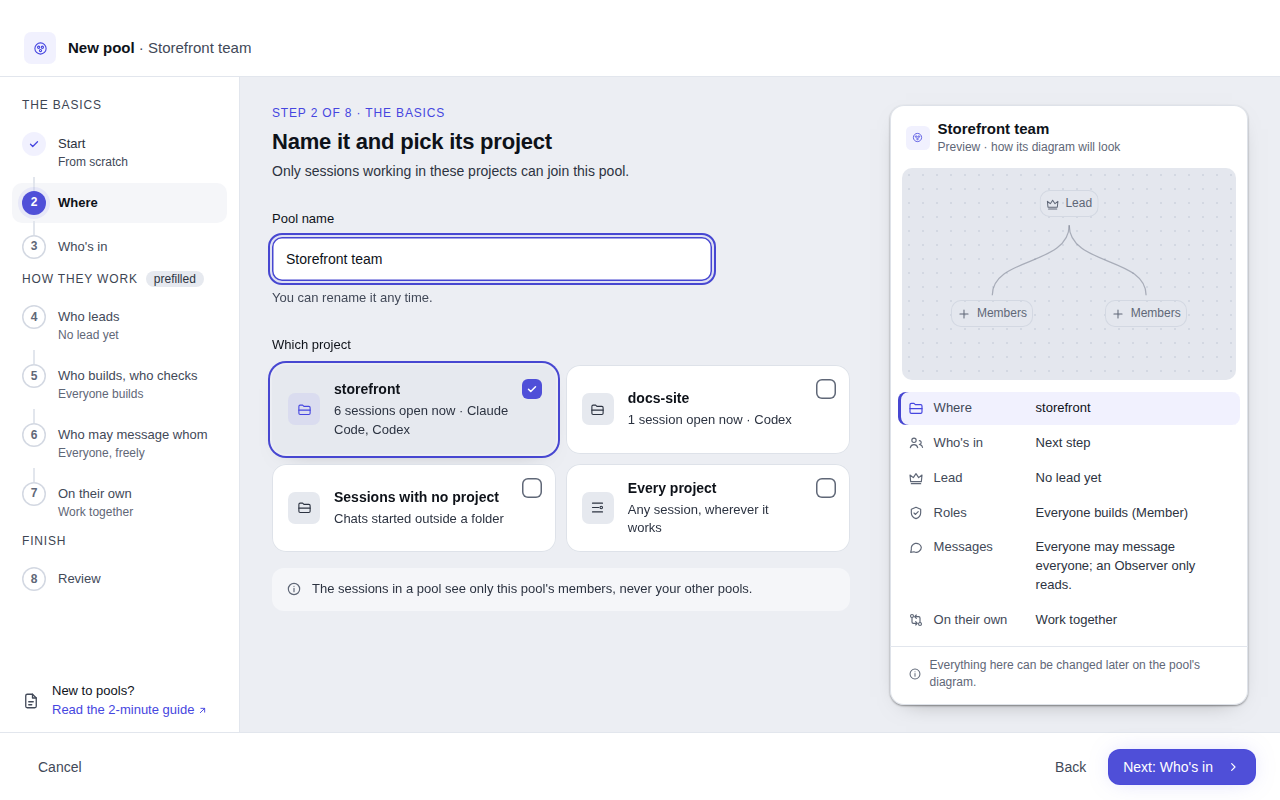 New pool · Storefront team
THE BASICS
Start
From scratch
2
Where
3
Who's in
HOW THEY WORK prefilled
4
Who leads
No lead yet
5
Who builds, who checks
Everyone builds
6
Who may message whom
Everyone, freely
7
On their own
Work together
FINISH
8
Review
New to pools?
Read the 2-minute guide
STEP 2 OF 8 · THE BASICS
Name it and pick its project
Only sessions working in these projects can join this pool.
Pool name
Storefront team
You can rename it any time.
Which project
storefront
6 sessions open now · Claude
Code, Codex
docs-site
1 session open now · Codex
Sessions with no project
Chats started outside a folder
Every project
Any session, wherever it
works
The sessions in a pool see only this pool's members, never your other pools.
Storefront team
Preview · how its diagram will look
Lead
Members
Members
Where storefront
Who's in Next step
Lead No lead yet
Roles Everyone builds (Member)
Messages Everyone may message
everyone; an Observer only
reads.
On their own Work together
Everything here can be changed later on the pool's
diagram.
Cancel
Back
Next: Who's in